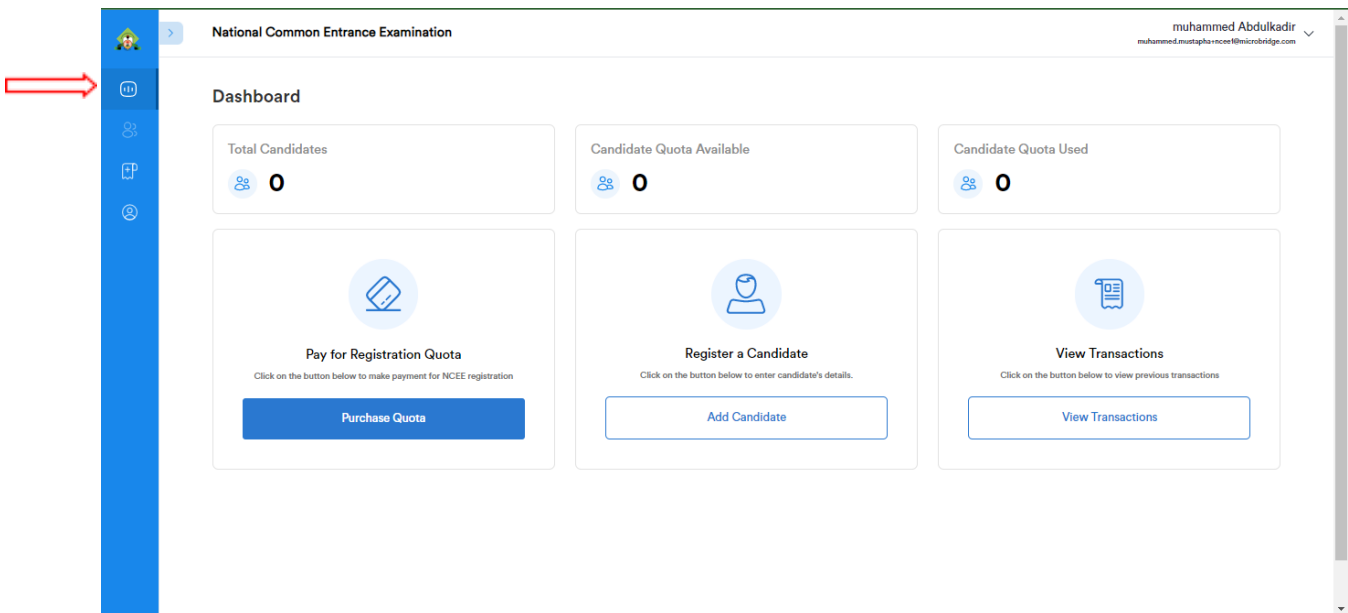 National Common Entrance Examination
muhammed Abdulkadir
muhammed.mustapha+ncee1@microbridge.com
Dashboard
Total Candidates
0
Candidate Quota Available
0
Candidate Quota Used
0
Pay for Registration Quota
Click on the button below to make payment for NCEE registration
Purchase Quota
Register a Candidate
Click on the button below to enter candidate's details.
Add Candidate
View Transactions
Click on the button below to view previous transactions
View Transactions